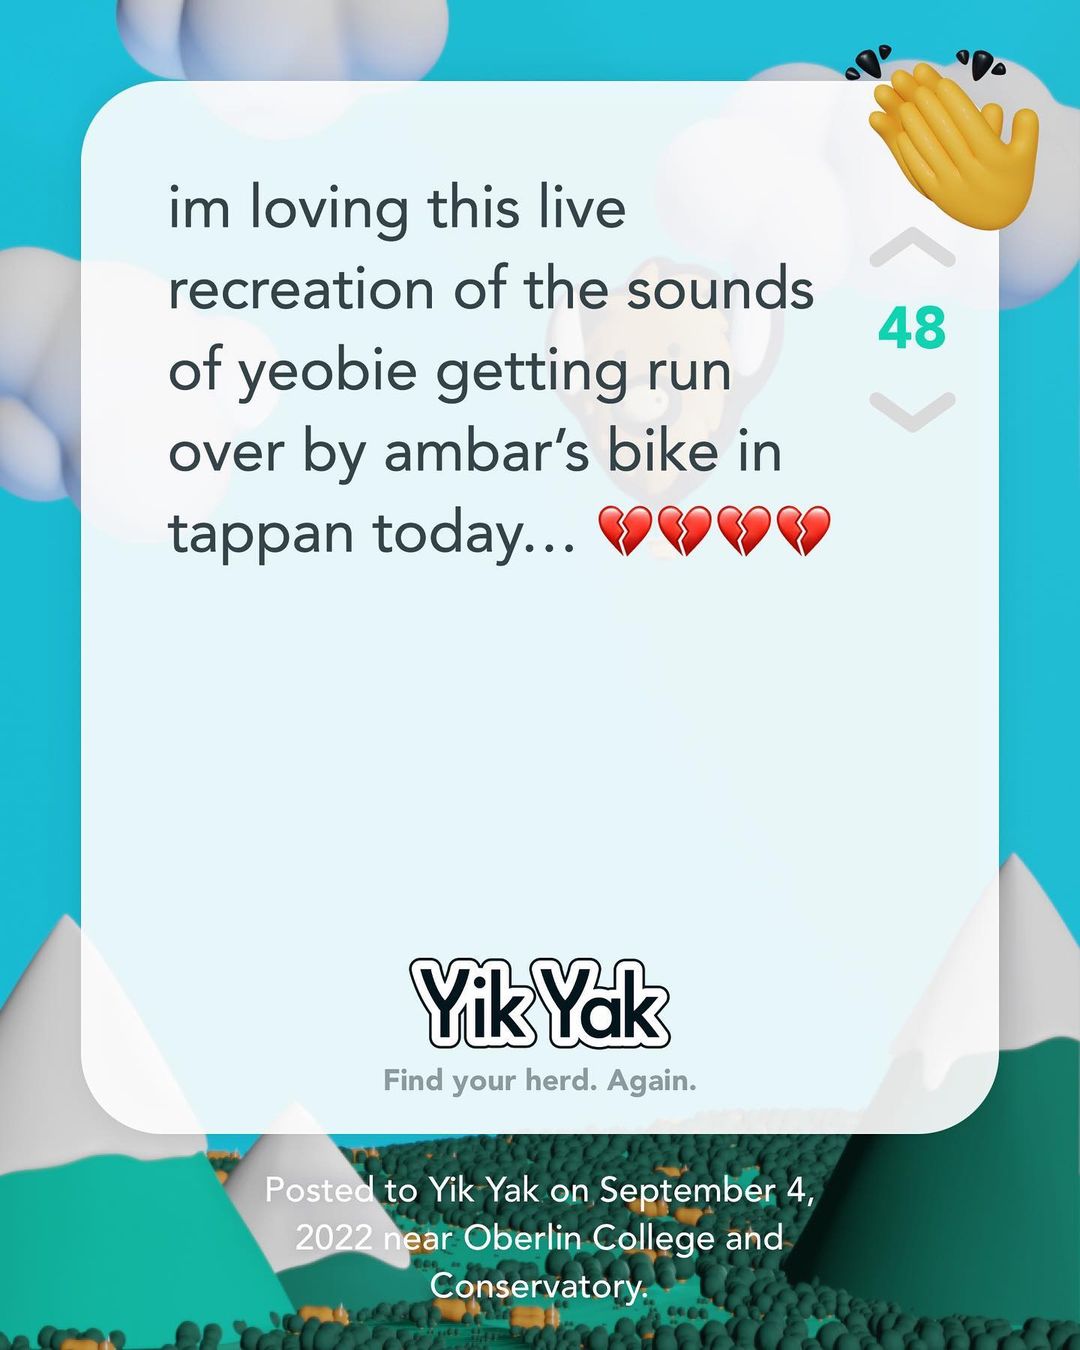 im loving this live
recreation of the sounds
of yeobie getting run
over by ambar’s bike in
tappan today… 💔💔💔💔
48
Yik Yak
Find your herd. Again.
Posted to Yik Yak on September 4,
2022 near Oberlin College and
Conservatory.